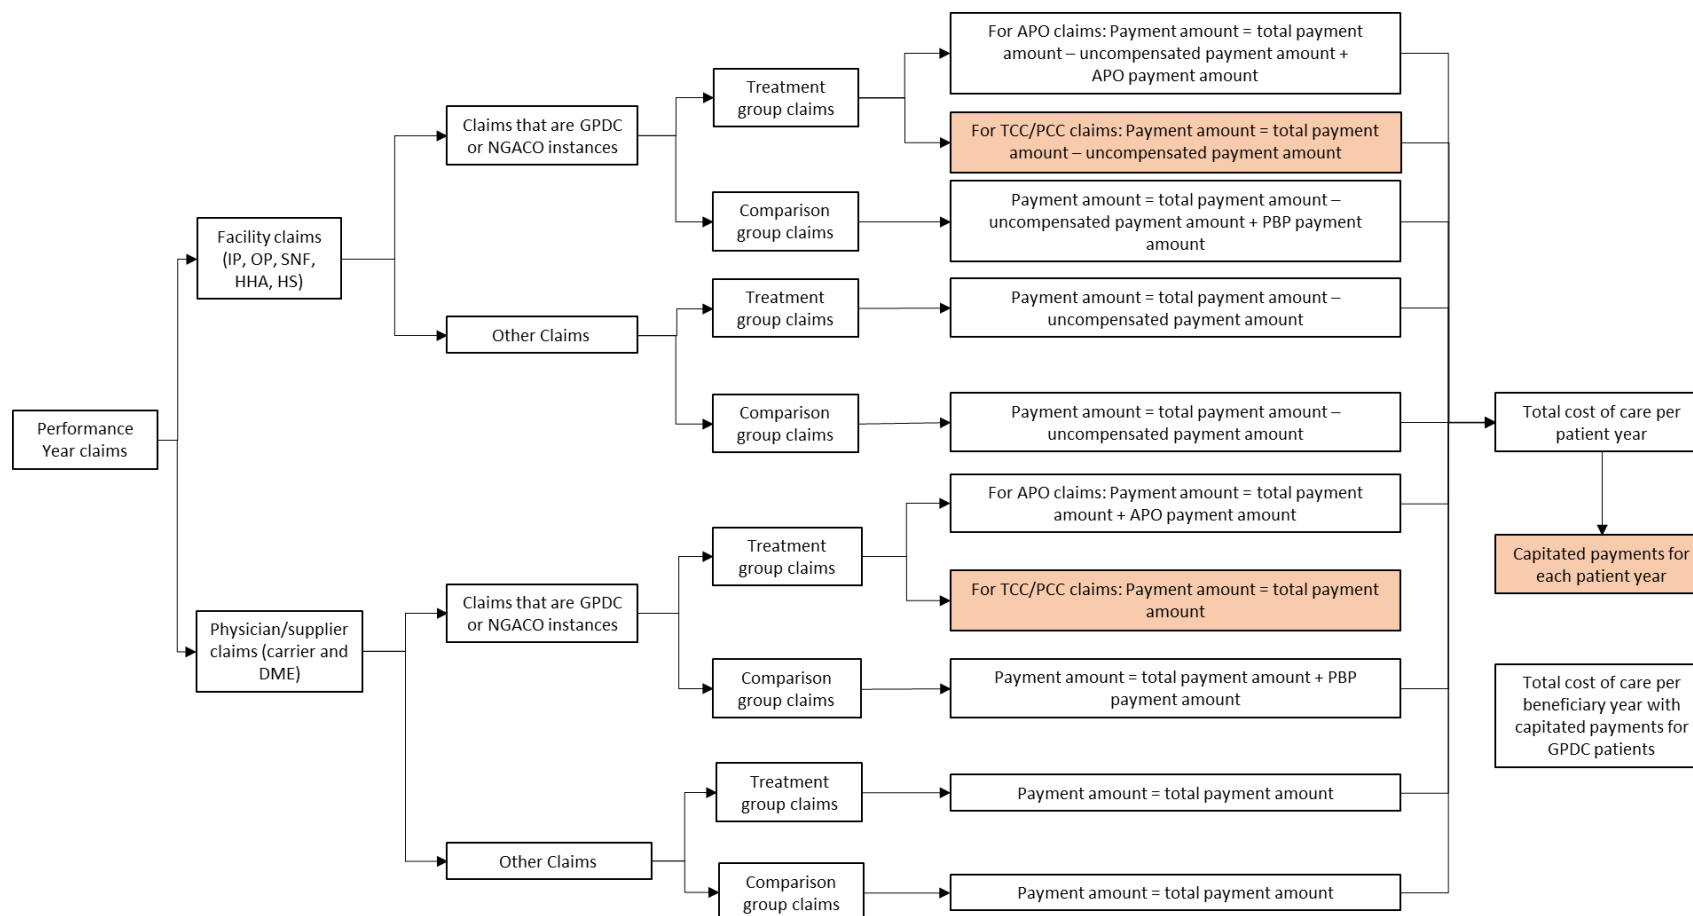 For APO claims: Payment amount = total payment
amount – uncompensated payment amount +
APO payment amount
Treatment
group claims
Claims that are GPDC
or NGACO instances
For TCC/PCC claims: Payment amount = total payment
amount – uncompensated payment amount
Comparison
group claims
Payment amount = total payment amount –
uncompensated payment amount + PBP payment
amount
Facility claims
(IP, OP, SNF,
HHA, HS)
Treatment
group claims
Payment amount = total payment amount –
uncompensated payment amount
Other Claims
Comparison
group claims
Payment amount = total payment amount –
uncompensated payment amount
Performance
Year claims
Total cost of care per
patient year
For APO claims: Payment amount = total payment
amount + APO payment amount
Treatment
group claims
Capitated payments for
each patient year
Claims that are GPDC
or NGACO instances
For TCC/PCC claims: Payment amount = total payment
amount
Physician/supplier
claims (carrier and
DME)
Comparison
group claims
Payment amount = total payment amount + PBP
payment amount
Total cost of care per
beneficiary year with
capitated payments for
GPDC patients
Treatment
group claims
Payment amount = total payment amount
Other Claims
Comparison
group claims
Payment amount = total payment amount